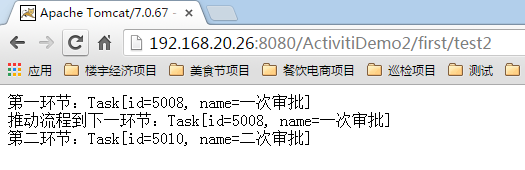 Apache Tomcat/7.0.67 -
192.168.20.26:8080/ActivitiDemo2/first/test2
应用 楼宇经济项目 美食节项目 餐饮电商项目 巡检项目 测试
第一环节：Task[id=5008, name=一次审批]
推动流程到下一环节：Task[id=5008, name=一次审批]
第二环节：Task[id=5010, name=二次审批]